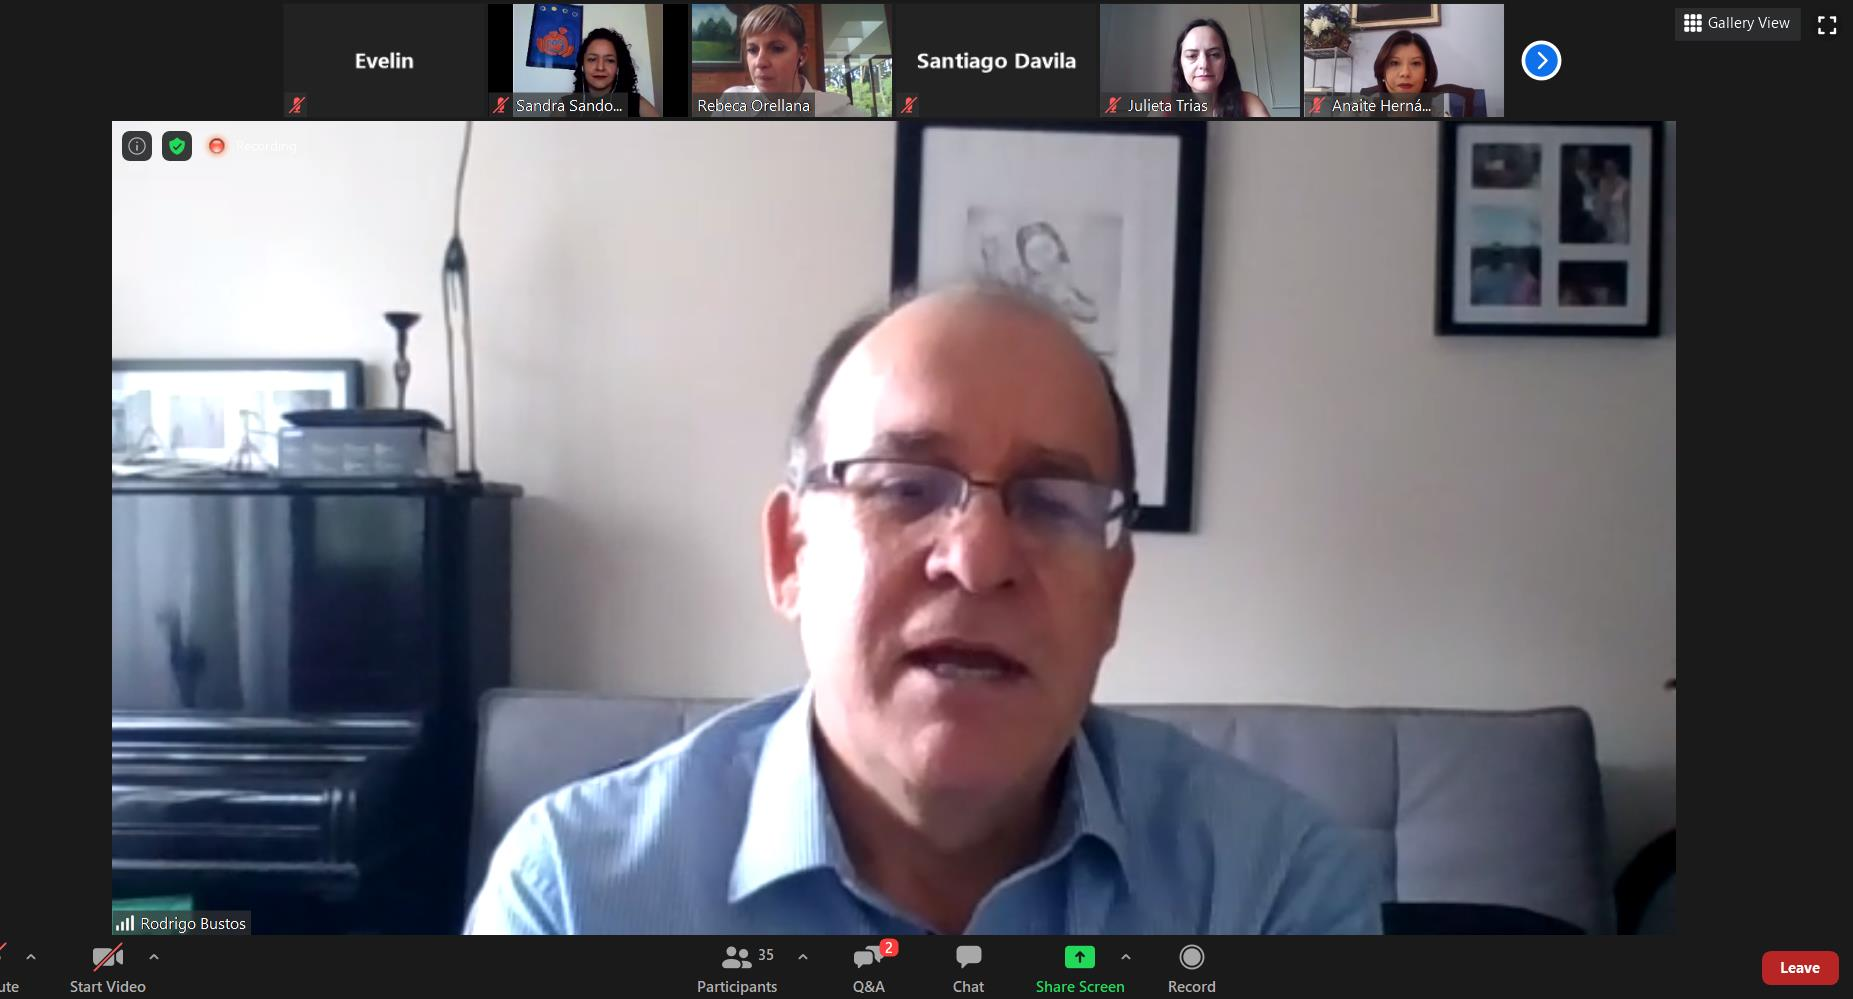 Evelin
Sandra Sando...
Rebeca Orellana
Santiago Davila
Julieta Trias
Anaite Herná...
Gallery View
Recording
Rodrigo Bustos
ute
Start Video
35
Participants
2
Q&A
Chat
Share Screen
Record
Leave